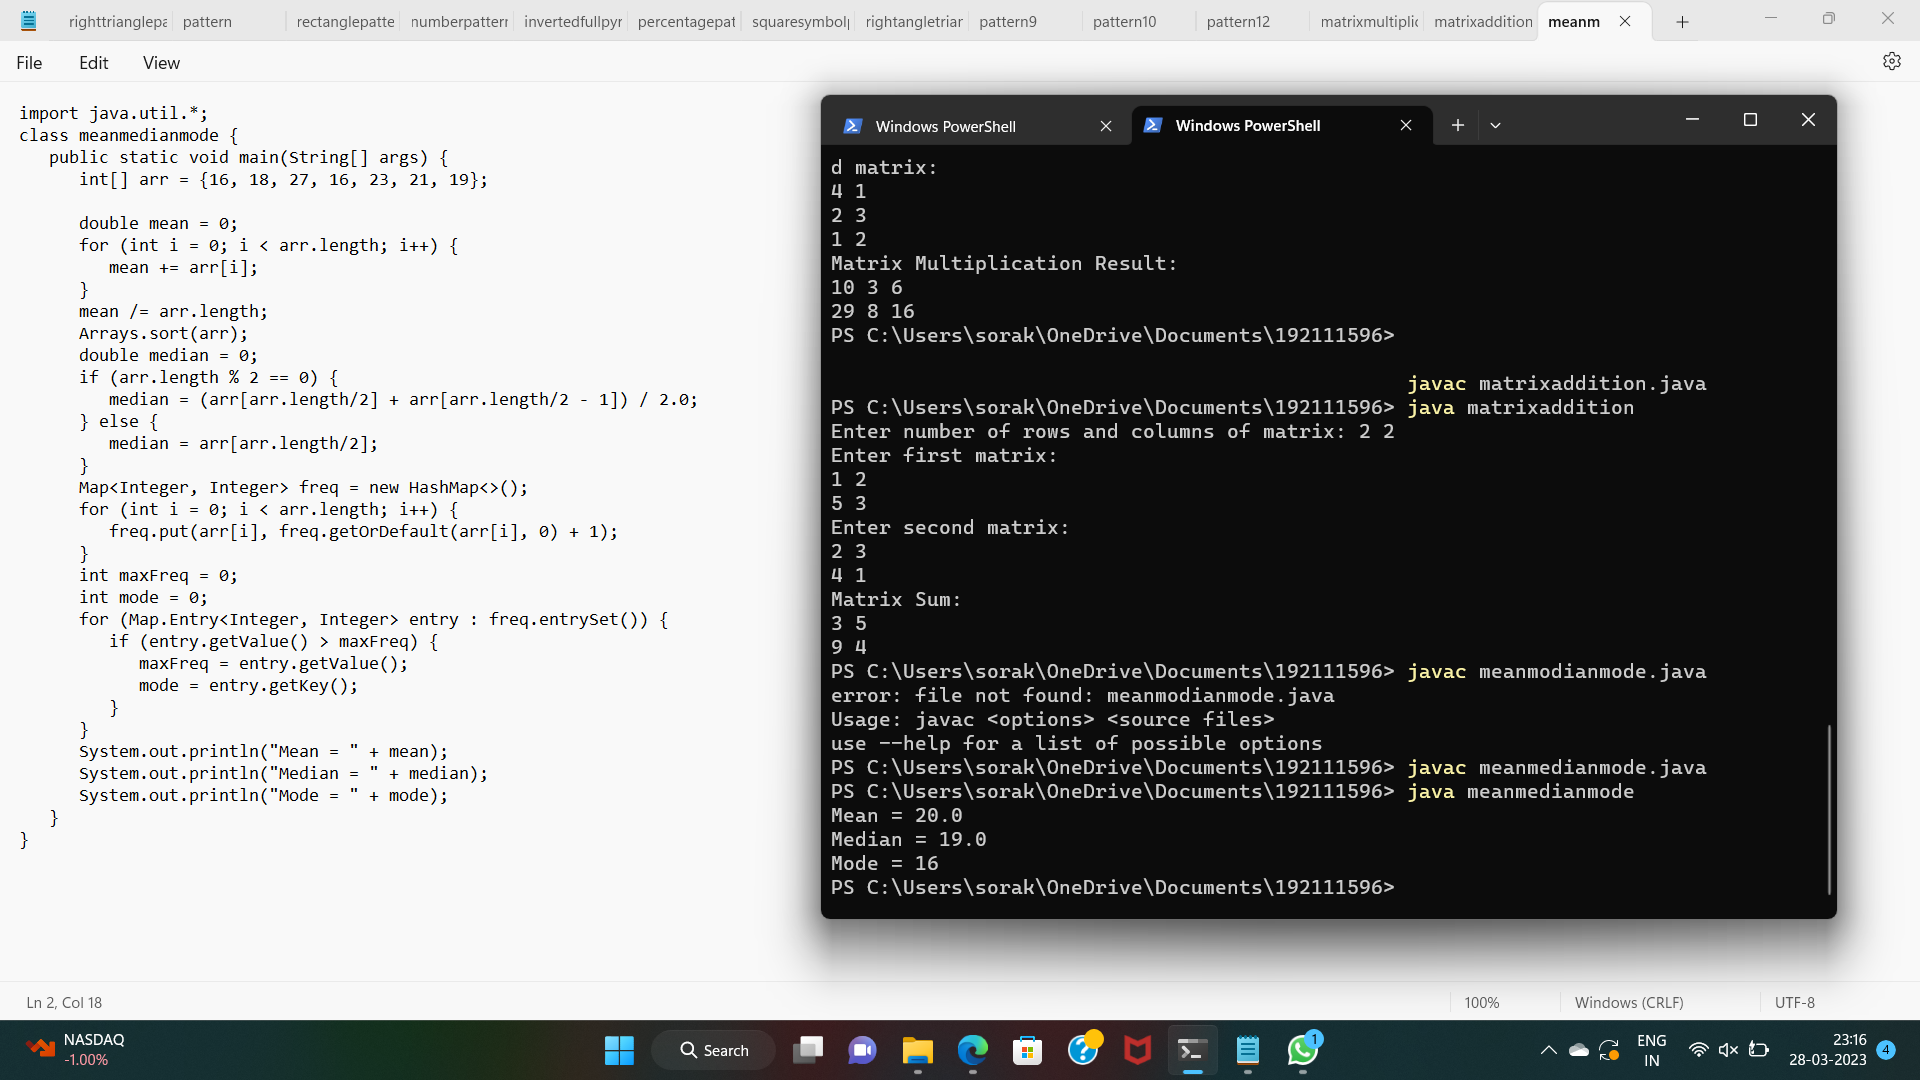 righttrianglepa pattern rectanglepatte numberpattern invertedfullpyr percentagepat squaresymbolp rightangletriar pattern9 pattern10 pattern12 matrixmultiplic matrixaddition meanm
File Edit View
import java.util.*;
class meanmedianmode {
public static void main(String[] args) {
int[] arr = {16, 18, 27, 16, 23, 21, 19};
double mean = 0;
for (int i = 0; i < arr.length; i++) {
mean += arr[i];
}
mean /= arr.length;
Arrays.sort(arr);
double median = 0;
if (arr.length % 2 == 0) {
median = (arr[arr.length/2] + arr[arr.length/2 - 1]) / 2.0;
} else {
median = arr[arr.length/2];
}
Map<Integer, Integer> freq = new HashMap<>();
for (int i = 0; i < arr.length; i++) {
freq.put(arr[i], freq.getOrDefault(arr[i], 0) + 1);
}
int maxFreq = 0;
int mode = 0;
for (Map.Entry<Integer, Integer> entry : freq.entrySet()) {
if (entry.getValue() > maxFreq) {
maxFreq = entry.getValue();
mode = entry.getKey();
}
}
System.out.println("Mean = " + mean);
System.out.println("Median = " + median);
System.out.println("Mode = " + mode);
}
}
Windows PowerShell Windows PowerShell
d matrix:
4 1
2 3
1 2
Matrix Multiplication Result:
10 3 6
29 8 16
PS C:\Users\sorak\OneDrive\Documents\192111596>
javac matrixaddition.java
PS C:\Users\sorak\OneDrive\Documents\192111596> java matrixaddition
Enter number of rows and columns of matrix: 2 2
Enter first matrix:
1 2
5 3
Enter second matrix:
2 3
4 1
Matrix Sum:
3 5
9 4
PS C:\Users\sorak\OneDrive\Documents\192111596> javac meanmodianmode.java
error: file not found: meanmodianmode.java
Usage: javac <options> <source files>
use --help for a list of possible options
PS C:\Users\sorak\OneDrive\Documents\192111596> javac meanmedianmode.java
PS C:\Users\sorak\OneDrive\Documents\192111596> java meanmedianmode
Mean = 20.0
Median = 19.0
Mode = 16
PS C:\Users\sorak\OneDrive\Documents\192111596>
Ln 2, Col 18 100% Windows (CRLF) UTF-8
NASDAQ
-1.00%
Search
1
ENG
IN
23:16
28-03-2023
4